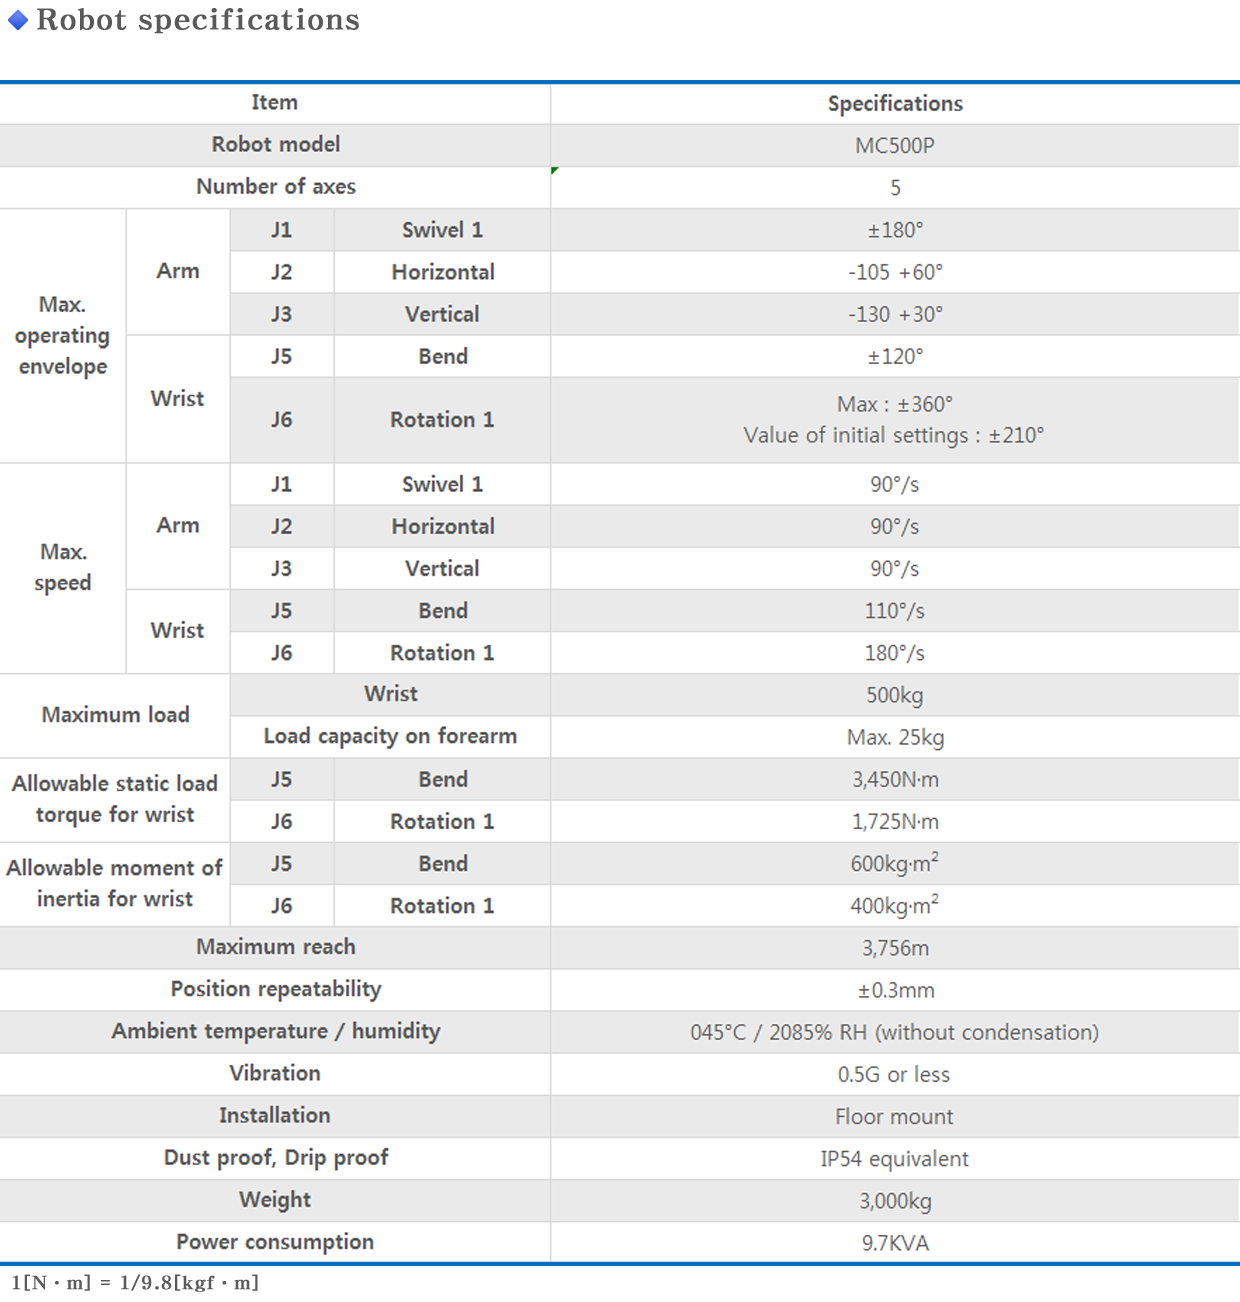 Robot specifications
Item Specifications
Robot model MC500P
Number of axes 5
Max. operating envelope Arm J1 Swivel 1 ±180°
J2 Horizontal -105 +60°
J3 Vertical -130 +30°
Wrist J5 Bend ±120°
J6 Rotation 1 Max : ±360°
Value of initial settings : ±210°
Max. speed Arm J1 Swivel 1 90°/s
J2 Horizontal 90°/s
J3 Vertical 90°/s
Wrist J5 Bend 110°/s
J6 Rotation 1 180°/s
Maximum load Wrist 500kg
Load capacity on forearm Max. 25kg
Allowable static load torque for wrist J5 Bend 3,450N·m
J6 Rotation 1 1,725N·m
Allowable moment of inertia for wrist J5 Bend 600kg·m²
J6 Rotation 1 400kg·m²
Maximum reach 3,756m
Position repeatability ±0.3mm
Ambient temperature / humidity 045°C / 2085% RH (without condensation)
Vibration 0.5G or less
Installation Floor mount
Dust proof, Drip proof IP54 equivalent
Weight 3,000kg
Power consumption 9.7KVA
1[N · m] = 1/9.8[kgf · m]